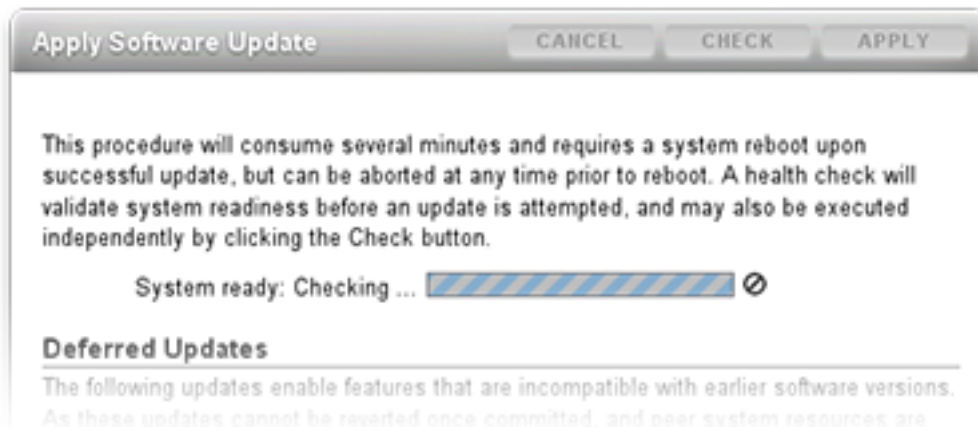 Apply Software Update CANCEL CHECK APPLY
This procedure will consume several minutes and requires a system reboot upon
successful update, but can be aborted at any time prior to reboot. A health check will
validate system readiness before an update is attempted, and may also be executed
independently by clicking the Check button.
System ready: Checking ...
Deferred Updates
The following updates enable features that are incompatible with earlier software versions.
As these updates cannot be reverted once committed, and peer system resources are